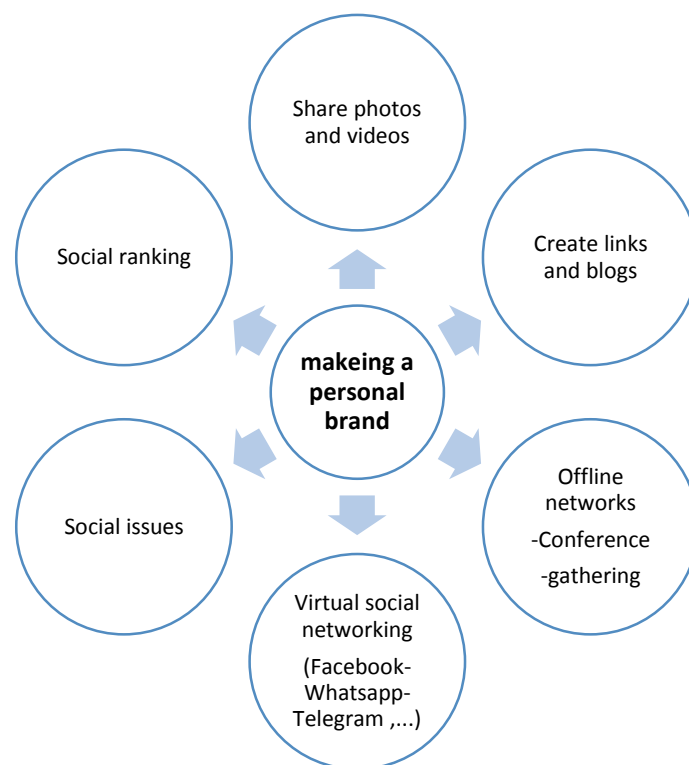 Share photos
and videos
Social ranking
Create links
and blogs
makeing a
personal
brand
Social issues
Offline
networks
-Conference
-gathering
Virtual social
networking
(Facebook-
Whatsapp-
Telegram ,...)